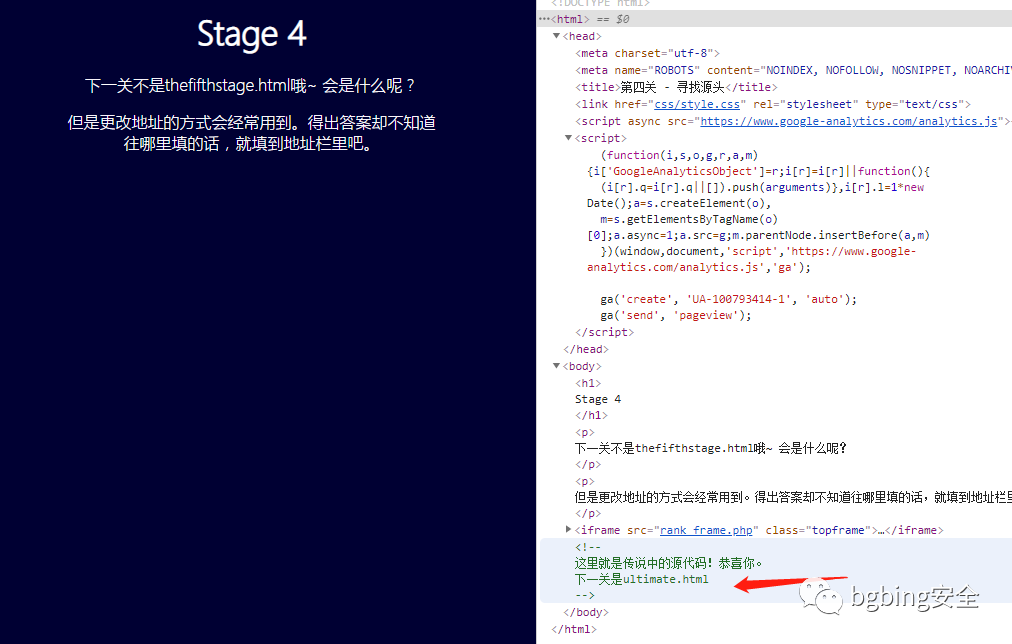 Stage 4
下一关不是thefifthstage.html哦~ 会是什么呢？
但是更改地址的方式会经常用到。得出答案却不知道
往哪里填的话，就填到地址栏里吧。
<!DOCTYPE html>
•••<html> == $0
▼<head>
<meta charset="utf-8">
<meta name="ROBOTS" content="NOINDEX, NOFOLLOW, NOSNIPPET, NOARCHIV
<title>第四关 - 寻找源头</title>
<link href="css/style.css" rel="stylesheet" type="text/css">
<script async src="https://www.google-analytics.com/analytics.js">
▼<script>
(function(i,s,o,g,r,a,m)
{i['GoogleAnalyticsObject']=r;i[r]=i[r]||function(){
(i[r].q=i[r].q||[]).push(arguments)},i[r].l=1*new
Date();a=s.createElement(o),
m=s.getElementsByTagName(o)
[0];a.async=1;a.src=g;m.parentNode.insertBefore(a,m)
})(window,document,'script','https://www.google-
analytics.com/analytics.js','ga');
ga('create', 'UA-100793414-1', 'auto');
ga('send', 'pageview');
</script>
</head>
▼<body>
<h1>
Stage 4
</h1>
<p>
下一关不是thefifthstage.html哦~ 会是什么呢？
</p>
<p>
但是更改地址的方式会经常用到。得出答案却不知道往哪里填的话，就填到地址栏里
</p>
▶<iframe src="rank_frame.php" class="topframe">…</iframe>
<!--
这里就是传说中的源代码！恭喜你。
下一关是ultimate.html
-->
bgbing安全
</body>
</html>